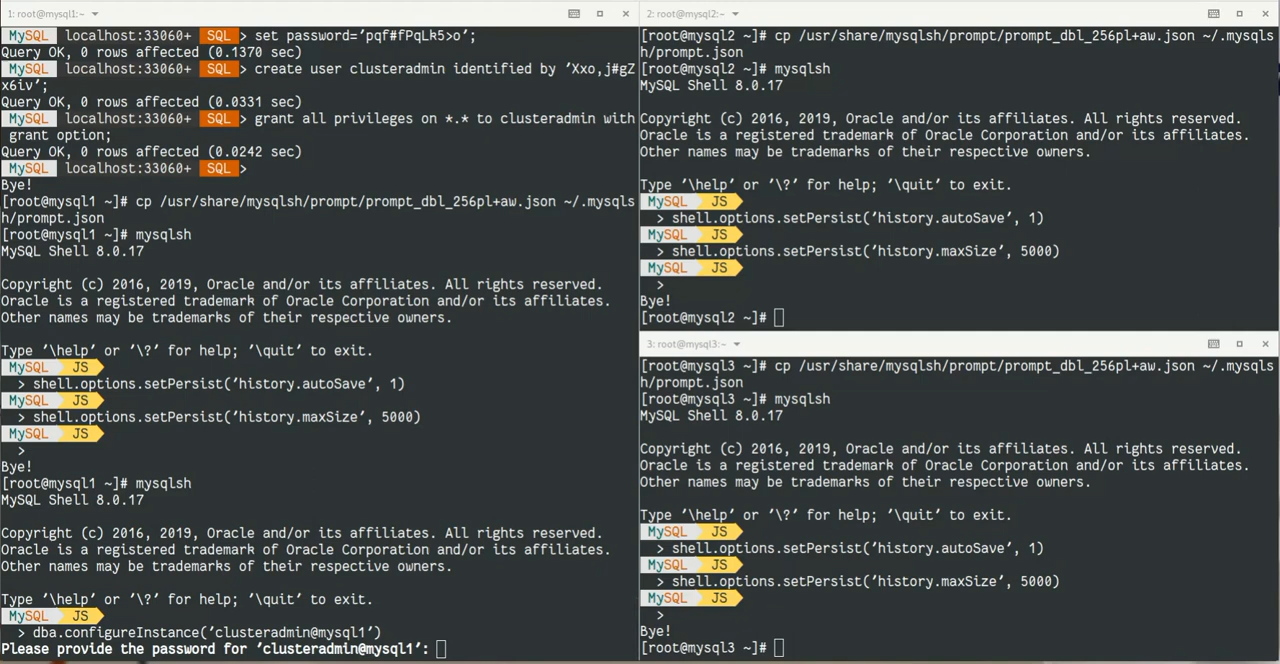 1: root@mysql1:~
MySQL localhost:33060+ SQL > set password='pqf#fPqLk5>o';
Query OK, 0 rows affected (0.1370 sec)
MySQL localhost:33060+ SQL > create user clusteradmin identified by 'Xxo,j#gZ
x6iv';
Query OK, 0 rows affected (0.0331 sec)
MySQL localhost:33060+ SQL > grant all privileges on *.* to clusteradmin with
grant option;
Query OK, 0 rows affected (0.0242 sec)
MySQL localhost:33060+ SQL >
Bye!
[root@mysql1 ~]# cp /usr/share/mysqlsh/prompt/prompt_dbl_256pl+aw.json ~/.mysqls
h/prompt.json
[root@mysql1 ~]# mysqlsh
MySQL Shell 8.0.17
Copyright (c) 2016, 2019, Oracle and/or its affiliates. All rights reserved.
Oracle is a registered trademark of Oracle Corporation and/or its affiliates.
Other names may be trademarks of their respective owners.
Type '\help' or '\?' for help; '\quit' to exit.
MySQL JS
> shell.options.setPersist('history.autoSave', 1)
MySQL JS
> shell.options.setPersist('history.maxSize', 5000)
MySQL JS
>
Bye!
[root@mysql1 ~]# mysqlsh
MySQL Shell 8.0.17
Copyright (c) 2016, 2019, Oracle and/or its affiliates. All rights reserved.
Oracle is a registered trademark of Oracle Corporation and/or its affiliates.
Other names may be trademarks of their respective owners.
Type '\help' or '\?' for help; '\quit' to exit.
MySQL JS
> dba.configureInstance('clusteradmin@mysql1')
Please provide the password for 'clusteradmin@mysql1':
2: root@mysql2:~
[root@mysql2 ~]# cp /usr/share/mysqlsh/prompt/prompt_dbl_256pl+aw.json ~/.mysqls
h/prompt.json
[root@mysql2 ~]# mysqlsh
MySQL Shell 8.0.17
Copyright (c) 2016, 2019, Oracle and/or its affiliates. All rights reserved.
Oracle is a registered trademark of Oracle Corporation and/or its affiliates.
Other names may be trademarks of their respective owners.
Type '\help' or '\?' for help; '\quit' to exit.
MySQL JS
> shell.options.setPersist('history.autoSave', 1)
MySQL JS
> shell.options.setPersist('history.maxSize', 5000)
MySQL JS
>
Bye!
[root@mysql2 ~]#
3: root@mysql3:~
[root@mysql3 ~]# cp /usr/share/mysqlsh/prompt/prompt_dbl_256pl+aw.json ~/.mysqls
h/prompt.json
[root@mysql3 ~]# mysqlsh
MySQL Shell 8.0.17
Copyright (c) 2016, 2019, Oracle and/or its affiliates. All rights reserved.
Oracle is a registered trademark of Oracle Corporation and/or its affiliates.
Other names may be trademarks of their respective owners.
Type '\help' or '\?' for help; '\quit' to exit.
MySQL JS
> shell.options.setPersist('history.autoSave', 1)
MySQL JS
> shell.options.setPersist('history.maxSize', 5000)
MySQL JS
>
Bye!
[root@mysql3 ~]#